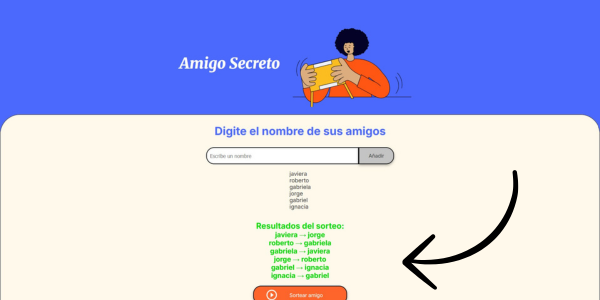 Amigo Secreto
Digite el nombre de sus amigos
Escribe un nombre
Añadir
javiera
roberto
gabriela
jorge
gabriel
ignacia
Resultados del sorteo:
javiera → jorge
roberto → gabriela
gabriela → javiera
jorge → roberto
gabriel → ignacia
ignacia → gabriel
Sortear amigo